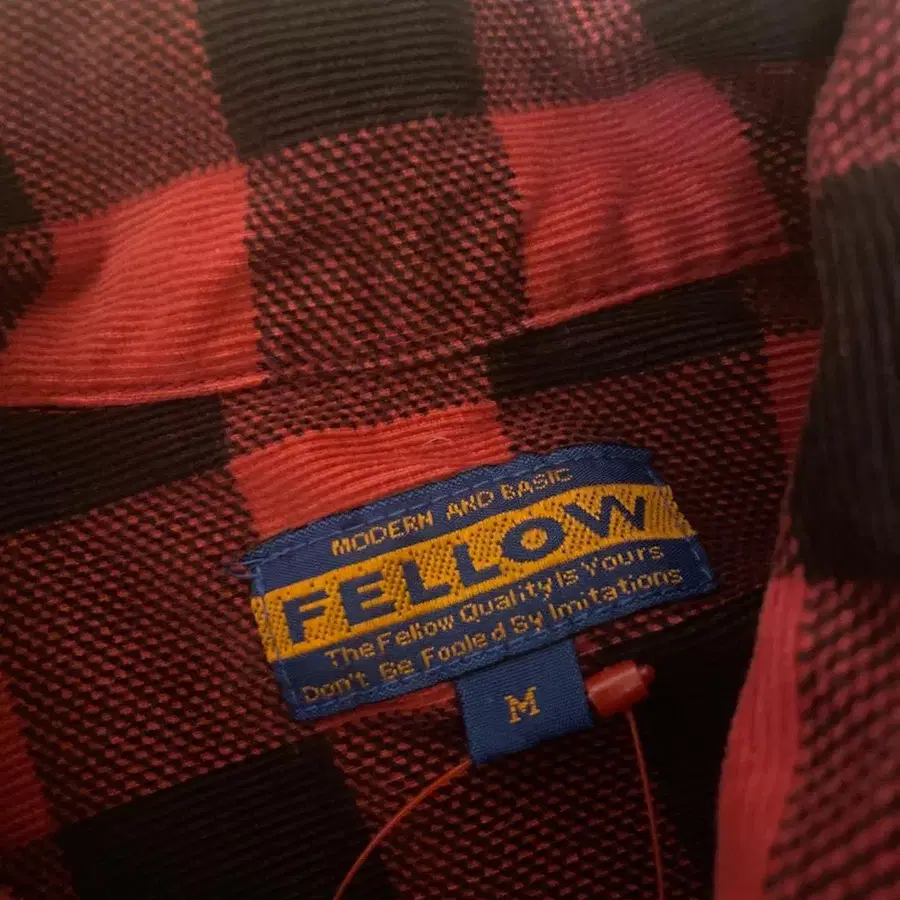 MODERN AND BASIC
FELLOW
The Fellow Quality Is Yours
Don't Be Fooled By Imitations
M